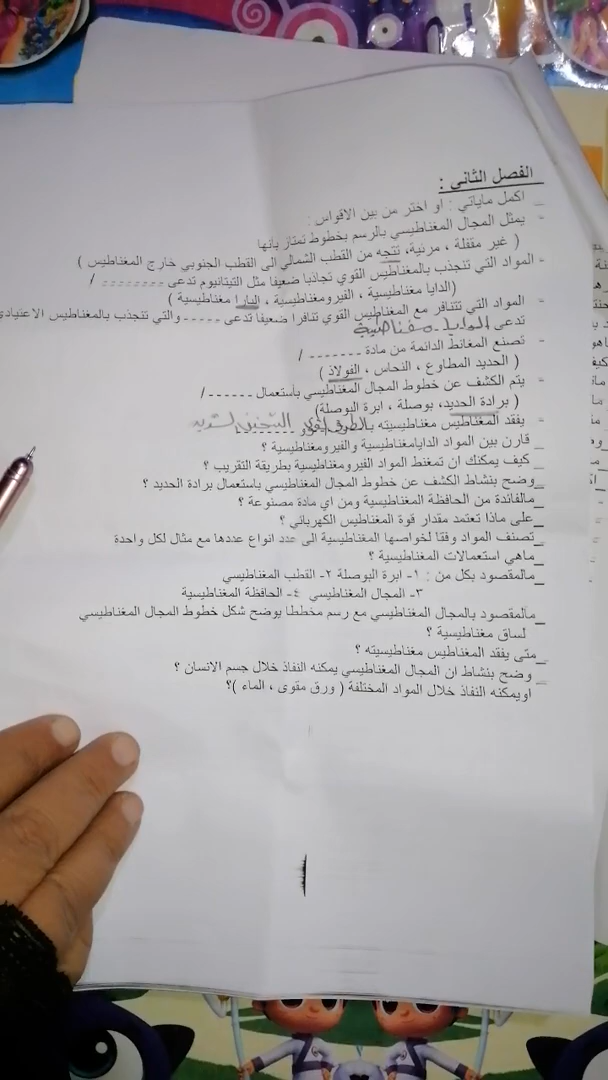 الفصل الثاني :
اكمل ماياتي : او اختر من بين الاقواس :
يمثل المجال المغناطيسي بالرسم بخطوط تمتاز بأنها
( غير مقفلة ، مرئية، تتجه من القطب الشمالي الى القطب الجنوبي خارج المغناطيس )
- المواد التي تنجذب بالمغناطيس القوي تجاذبا ضعيفا مثل التيتانيوم تدعى -------- /
(الدايا مغناطيسية ، الفيرومغناطيسية ، البارا مغناطيسية )
المواد التي تتنافر مع المغناطيس القوي تنافرا ضعيفا تدعى ----- والتي تنجذب بالمغناطيس الاعتيادي
تدعى الدايا مغناطيسية
- تصنع المغانط الدائمة من مادة ------- /
( الحديد المطاوع ، النحاس ، الفولاذ )
- يتم الكشف عن خطوط المجال المغناطيسي بأستعمال ------ /
( برادة الحديد، بوصلة ، ابرة البوصلة)
- يفقد المغناطيس مغناطيسيته بالطرق القوي و التسخين الشديد
_ قارن بين المواد الدايامغناطيسية والفيرومغناطيسية ؟
_ كيف يمكنك ان تمغنط المواد الفيرومغناطيسية بطريقة التقريب ؟
_ وضح بنشاط الكشف عن خطوط المجال المغناطيسي باستعمال برادة الحديد ؟
_ مالفائدة من الحافظة المغناطيسية ومن اي مادة مصنوعة ؟
_ على ماذا تعتمد مقدار قوة المغناطيس الكهربائي ؟
_ تصنف المواد وفقا لخواصها المغناطيسية الى عدد انواع عددها مع مثال لكل واحدة
_ ماهي استعمالات المغناطيسية ؟
_ مالمقصود بكل من : ١- ابرة البوصلة ٢- القطب المغناطيسي
٣- المجال المغناطيسي ٤- الحافظة المغناطيسية
_ مالمقصود بالمجال المغناطيسي مع رسم مخططا يوضح شكل خطوط المجال المغناطيسي
لساق مغناطيسية ؟
_ متى يفقد المغناطيس مغناطيسيته ؟
_ وضح بنشاط ان المجال المغناطيسي يمكنه النفاذ خلال جسم الانسان ؟
اويمكنه النفاذ خلال المواد المختلفة ( ورق مقوى ، الماء )؟